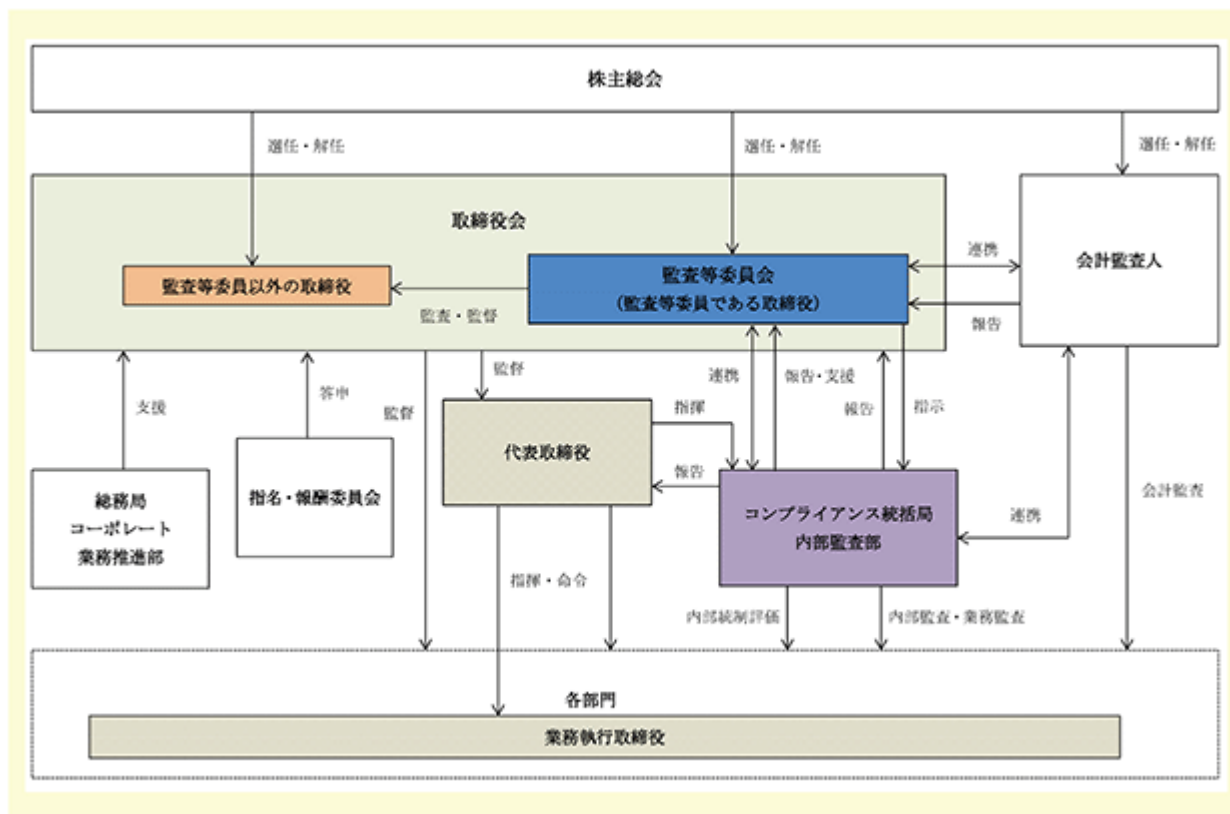 株主総会
選任・解任
選任・解任
選任・解任
取締役会
監査等委員以外の取締役
監査等委員会
(監査等委員である取締役)
監査・監督
連携
報告
会計監査人
支援
答申
監督
監督
連携
報告・支援
報告
指示
総務局
コーポレート
業務推進部
指名・報酬委員会
代表取締役
指揮
報告
コンプライアンス統括局
内部監査部
連携
会計監査
指揮・命令
内部統制評価
内部監査・業務監査
各部門
業務執行取締役